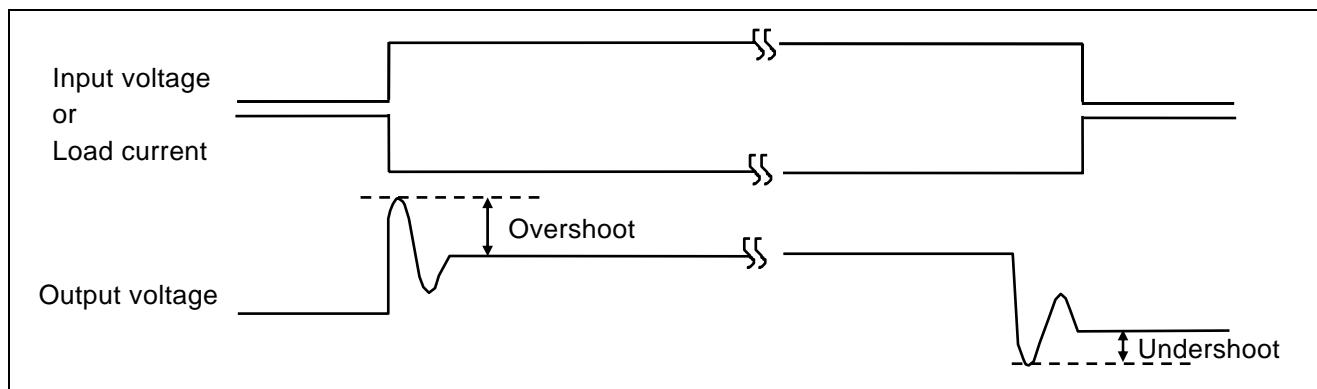 Input voltage
or
Load current
Overshoot
Output voltage
Undershoot